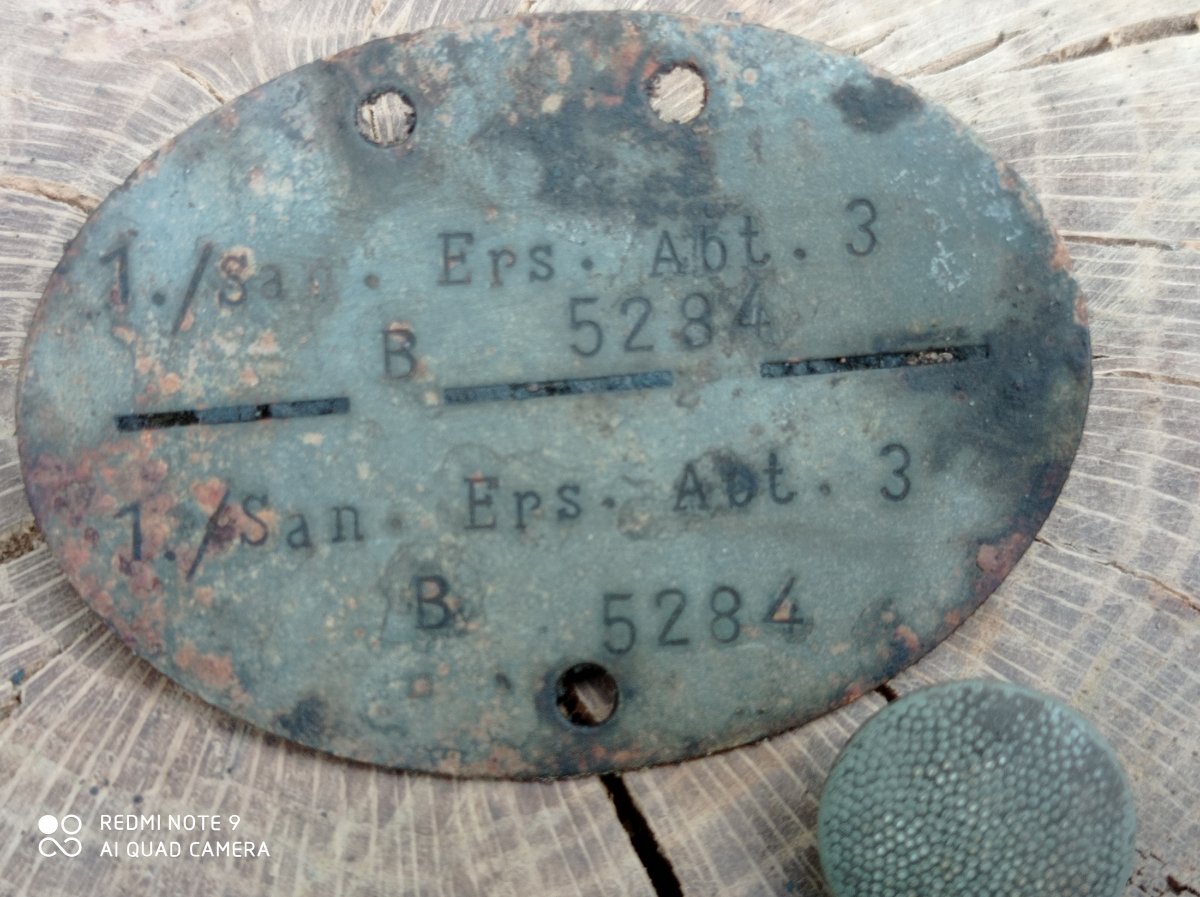 1./San. Ers. Abt. 3
B 5284
1./San. Ers. Abt. 3
B 5284
REDMI NOTE 9
AI QUAD CAMERA